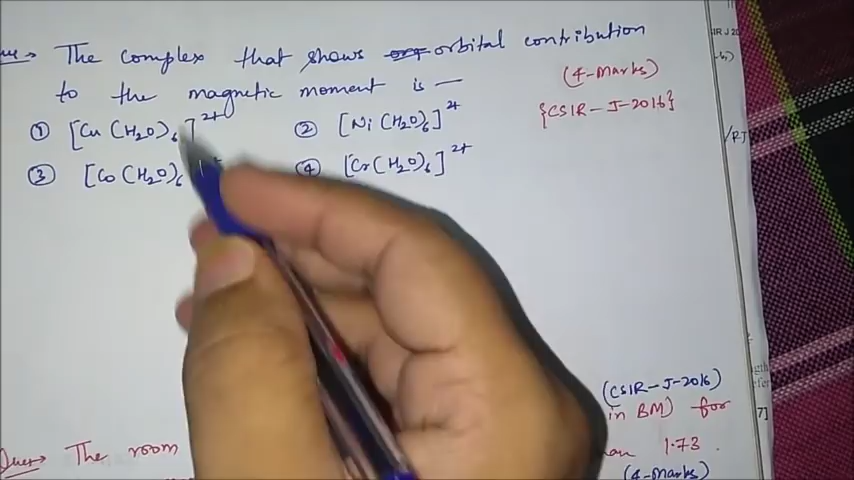 The complex that shows orbital contribution
to the magnetic moment is —
(4-Marks)
{CSIR-J-2016}
① [Cu(H₂O)₆]²⁺ ② [Ni(H₂O)₆]²⁺
③ [Co(H₂O)₆ ④ [Cr(H₂O)₆]²⁺
(CSIR-J-2016)
Ques→ The room in BM) for
an 1.73
(4-Marks)